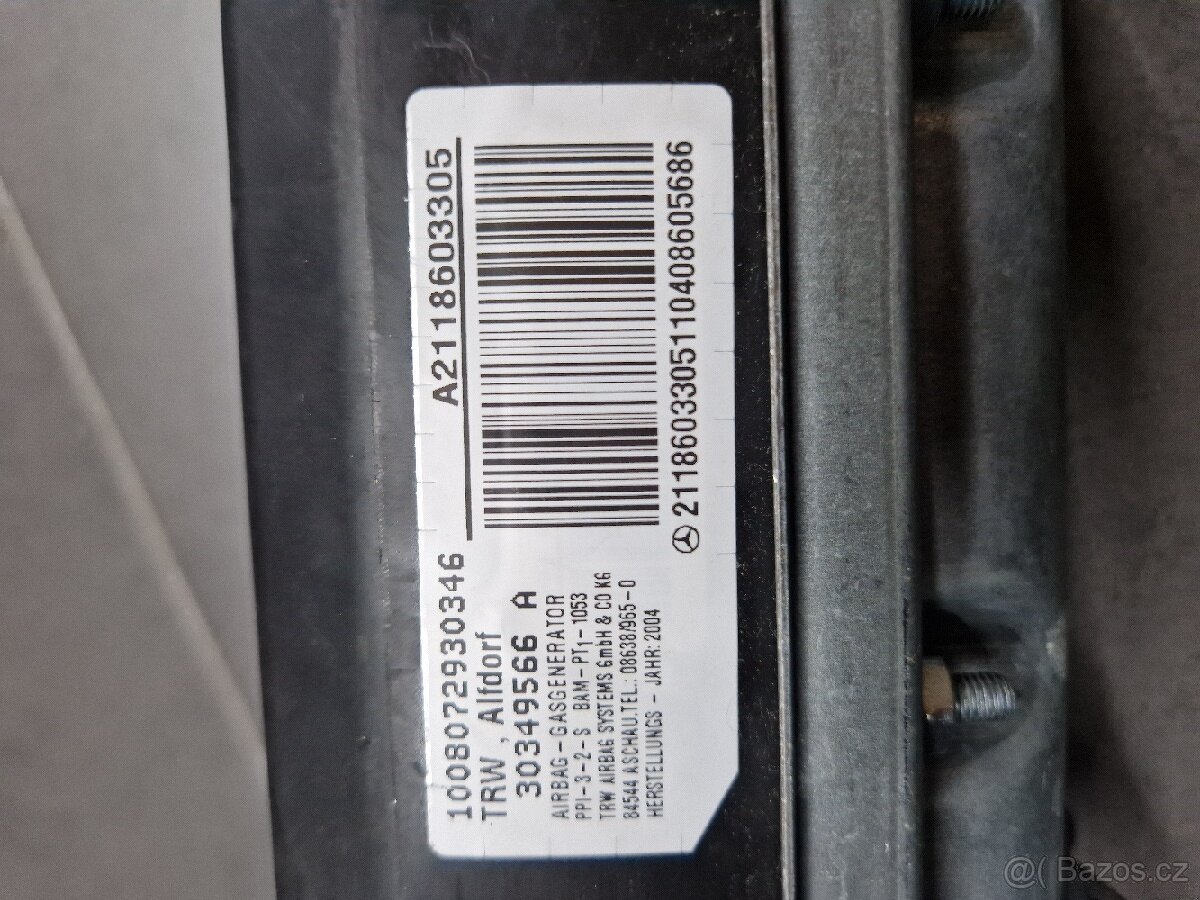 1008072930346
TRW , Alfdorf
30349566 A
AIRBAG-GASGENERATOR
PPI-3-2-S BAM-PT1-1053
TRW AIRBAG SYSTEMS GmbH & CO KG
84544 ASCHAU.TEL.: 08638/965-0
HERSTELLUNGS - JAHR: 2004
A2118603305
2118603305110408605686
@( Bazos.cz